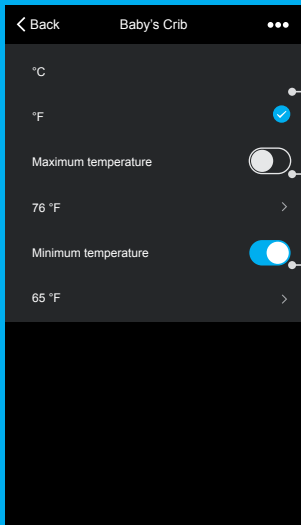 Back
Baby's Crib
°C
°F
Maximum temperature
76 °F
Minimum temperature
65 °F